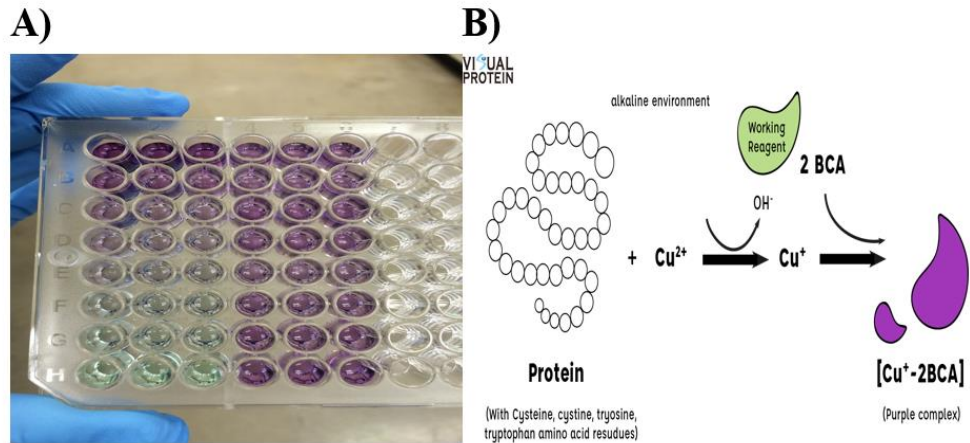 A)
B)
VISUAL
PROTEIN
alkaline environment
Working
Reagent
2 BCA
OH-
+ Cu²⁺
Cu⁺
Protein
[Cu⁺-2BCA]
(With Cysteine, cystine, tryosine,
tryptophan amino acid resudues)
(Purple complex)
A
B
C
D
E
F
G
H